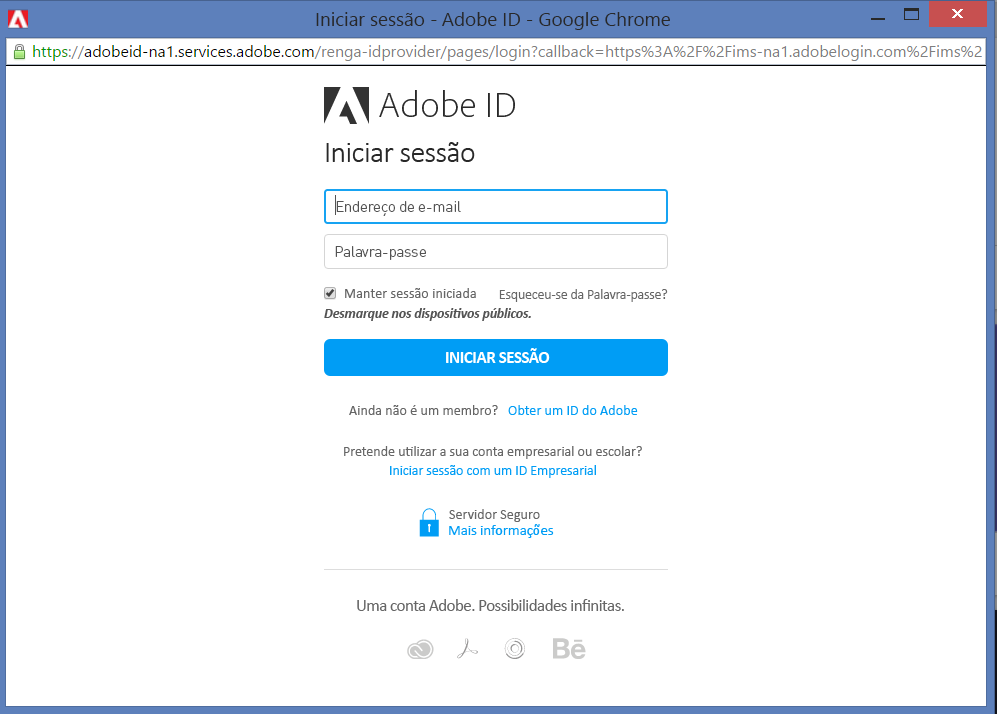 Iniciar sessão - Adobe ID - Google Chrome
https://adobeid-na1.services.adobe.com/renga-idprovider/pages/login?callback=https%3A%2F%2Fims-na1.adobelogin.com%2Fims%2
Adobe ID
Iniciar sessão
Endereço de e-mail
Palavra-passe
Manter sessão iniciada Esqueceu-se da Palavra-passe?
Desmarque nos dispositivos públicos.
INICIAR SESSÃO
Ainda não é um membro? Obter um ID do Adobe
Pretende utilizar a sua conta empresarial ou escolar?
Iniciar sessão com um ID Empresarial
Servidor Seguro
Mais informações
Uma conta Adobe. Possibilidades infinitas.
Bē